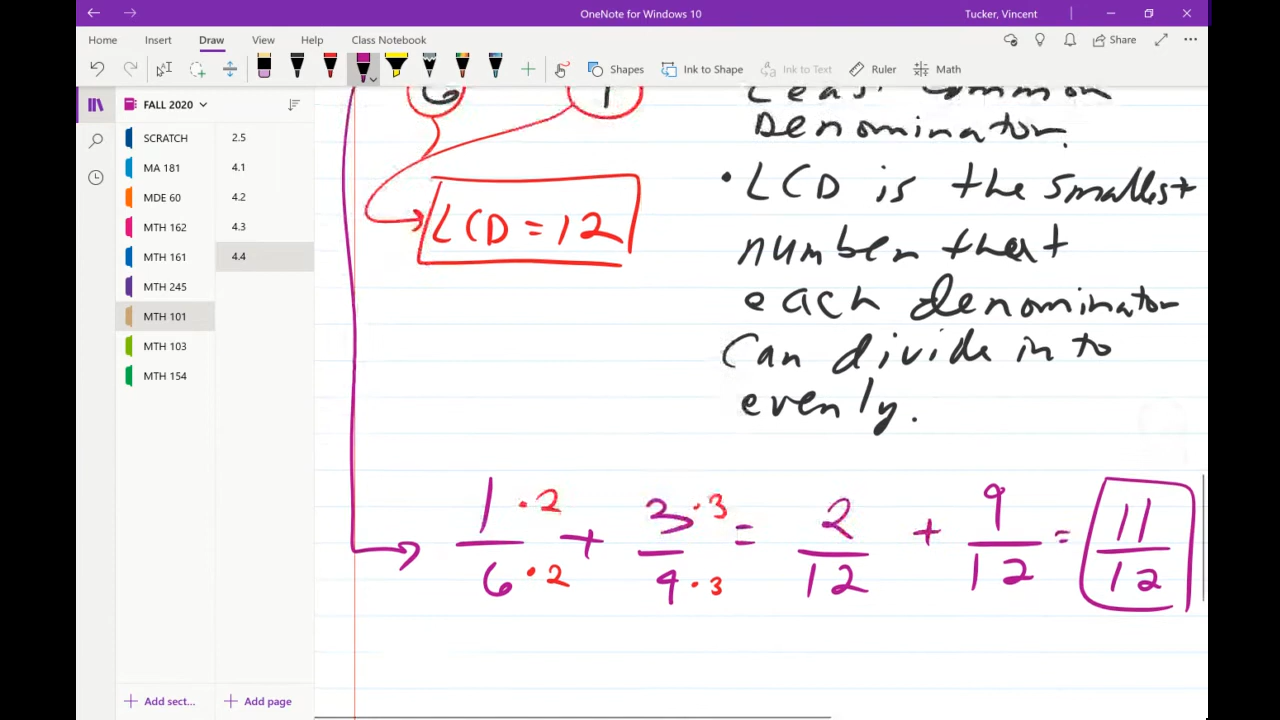 OneNote for Windows 10
Tucker, Vincent
Home Insert Draw View Help Class Notebook
Share
Shapes Ink to Shape Ink to Text Ruler Math
FALL 2020
SCRATCH
MA 181
MDE 60
MTH 162
MTH 161
MTH 245
MTH 101
MTH 103
MTH 154
Add sect...
2.5
4.1
4.2
4.3
4.4
Add page
6
LCD = 12
Least Common
Denominator.
• LCD is the smallest
number that
each denominator
Can divide into
evenly.
1 · 2 / 6 · 2 + 3 · 3 / 4 · 3 = 2 / 12 + 9 / 12 = 11 / 12